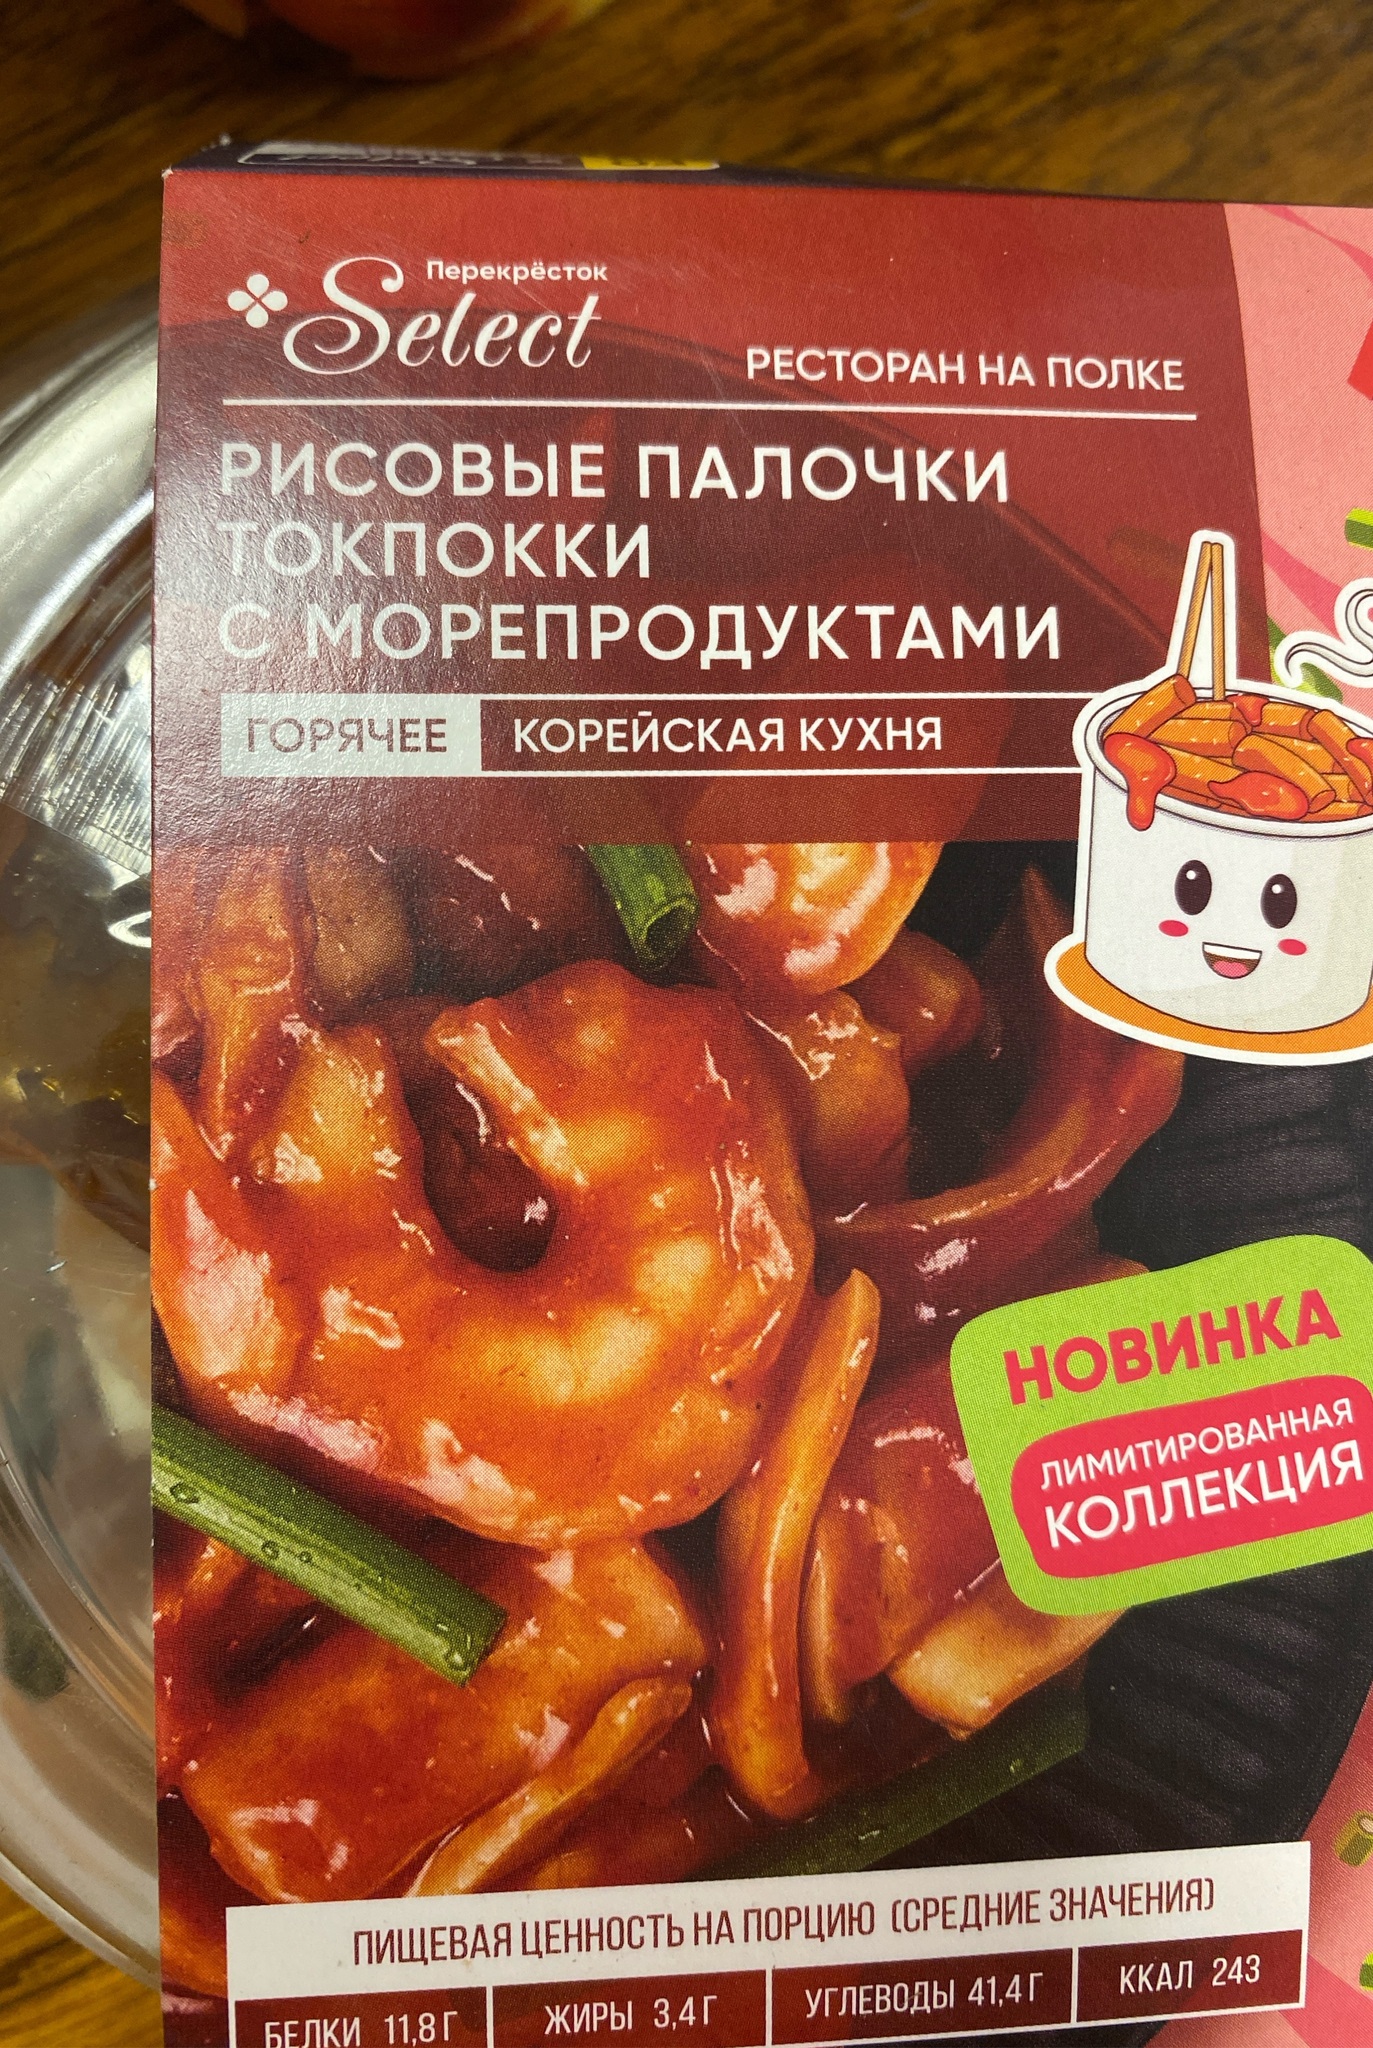 Перекрёсток
Select
РЕСТОРАН НА ПОЛКЕ
РИСОВЫЕ ПАЛОЧКИ
ТОКПОККИ
С МОРЕПРОДУКТАМИ
ГОРЯЧЕЕ КОРЕЙСКАЯ КУХНЯ
НОВИНКА
ЛИМИТИРОВАННАЯ
КОЛЛЕКЦИЯ
ПИЩЕВАЯ ЦЕННОСТЬ НА ПОРЦИЮ (СРЕДНИЕ ЗНАЧЕНИЯ)
БЕЛКИ 11,8 Г ЖИРЫ 3,4 Г УГЛЕВОДЫ 41,4 Г ККАЛ 243